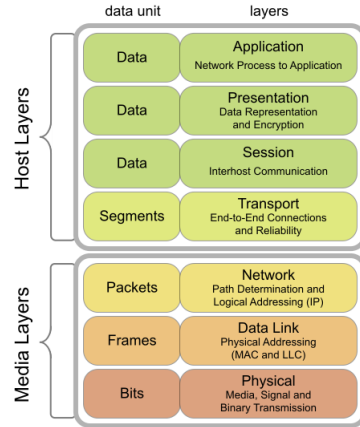 data unit
layers
Host Layers
Data
Application
Network Process to Application
Data
Presentation
Data Representation
and Encryption
Data
Session
Interhost Communication
Segments
Transport
End-to-End Connections
and Reliability
Media Layers
Packets
Network
Path Determination and
Logical Addressing (IP)
Frames
Data Link
Physical Addressing
(MAC and LLC)
Bits
Physical
Media, Signal and
Binary Transmission